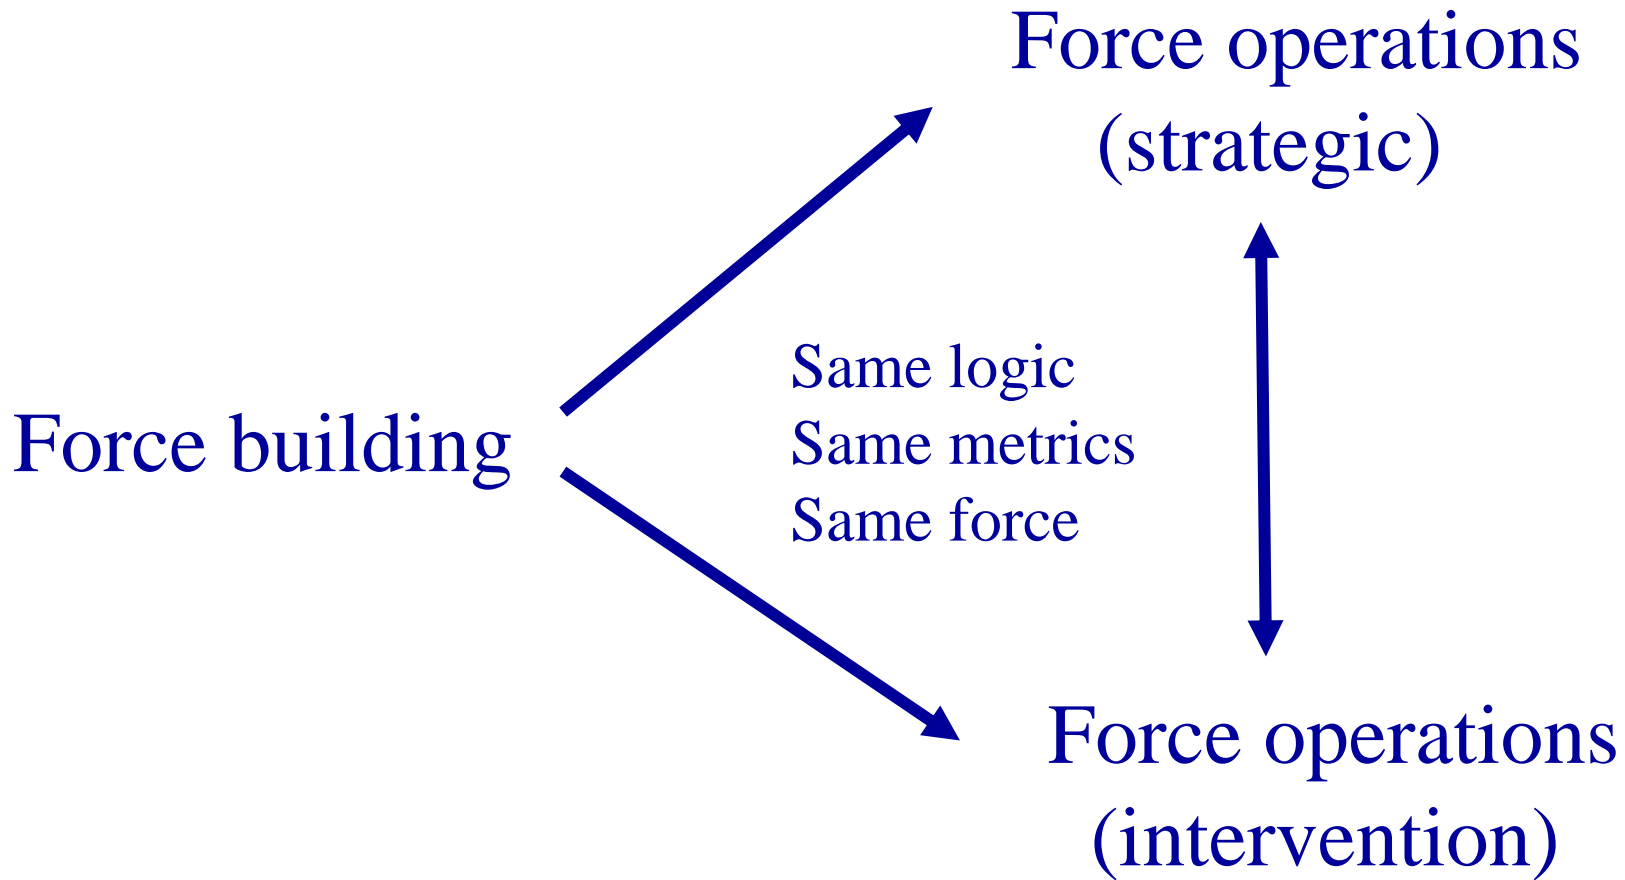 Force operations
(strategic)
Same logic
Force building
Same metrics
Same force
Force operations
(intervention)